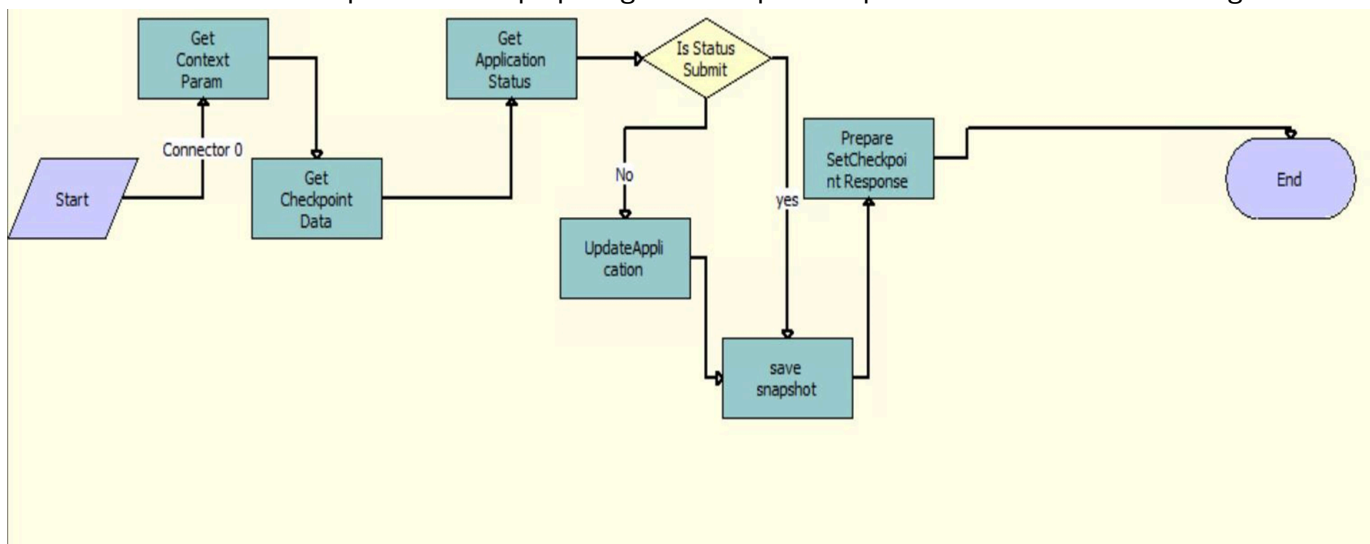 Get
Context
Param
Get
Application
Status
Is Status
Submit
Connector 0
Start
Get
Checkpoint
Data
Prepare
SetCheckpoi
nt Response
End
No
yes
UpdateAppli
cation
save
snapshot